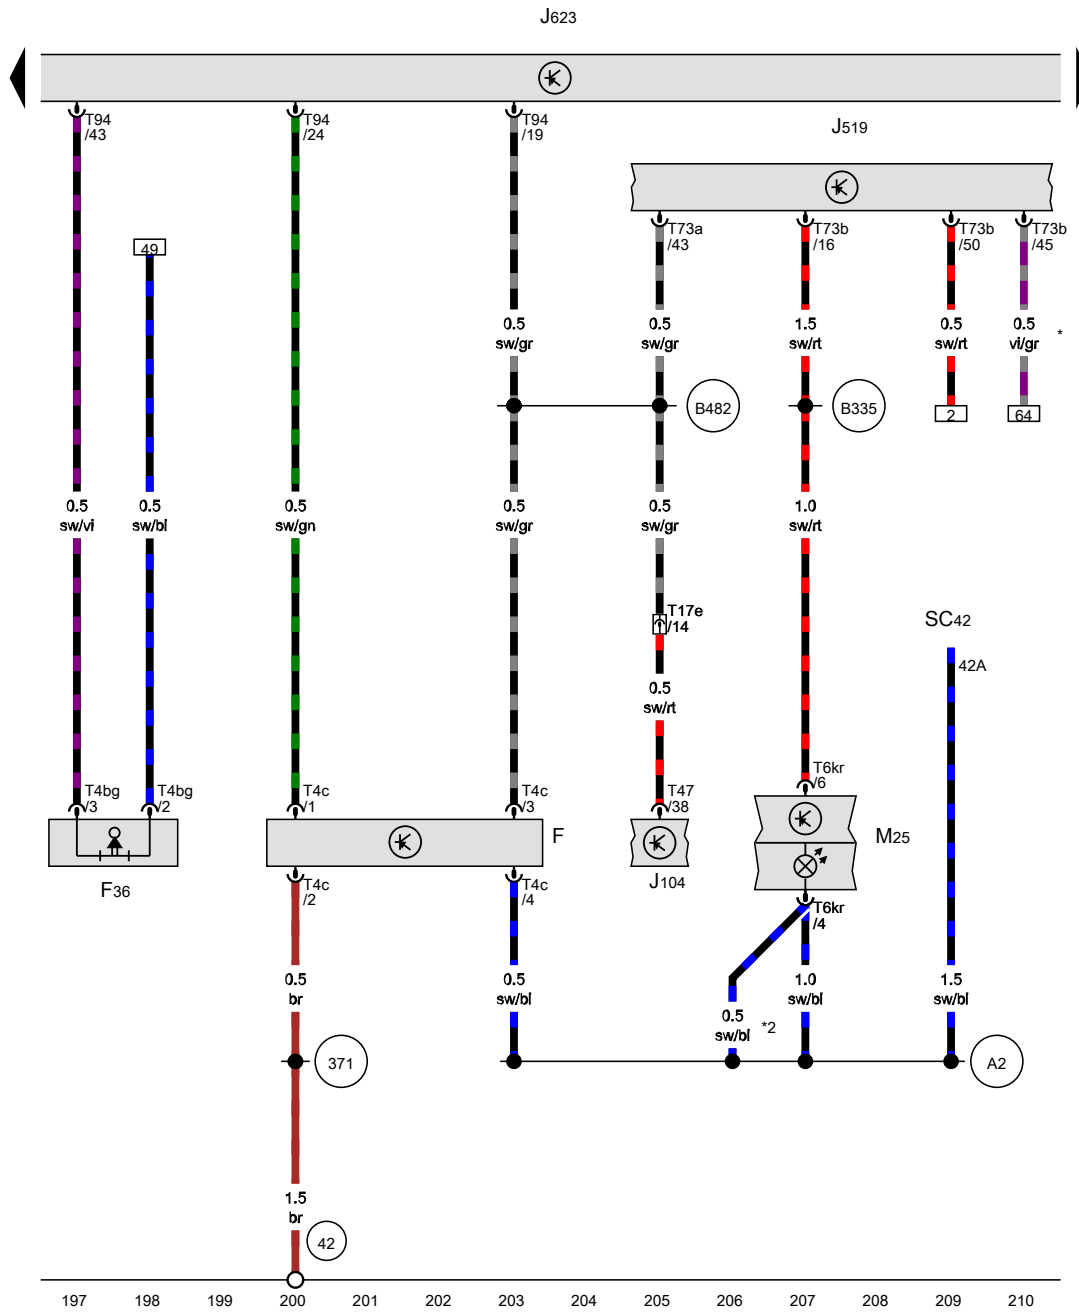 J623
T94
/43
T94
/24
T94
/19
J519
T73a
/43
T73b
/16
T73b
/50
T73b
/45
49
0.5
sw/gr
0.5
sw/gr
1.5
sw/rt
0.5
sw/rt
0.5
vi/gr
*
B482
B335
2
64
0.5
sw/vi
0.5
sw/bl
0.5
sw/gn
0.5
sw/gr
0.5
sw/gr
1.0
sw/rt
T17e
/14
SC42
42A
0.5
sw/rt
T4bg
/3
T4bg
/2
T4c
/1
T4c
/3
T47
/38
T6kr
/6
F36
F
J104
M25
T4c
/2
T4c
/4
T6kr
/4
0.5
br
0.5
sw/bl
0.5
sw/bl
*2
1.0
sw/bl
1.5
sw/bl
371
A2
1.5
br
42
197 198 199 200 201 202 203 204 205 206 207 208 209 210